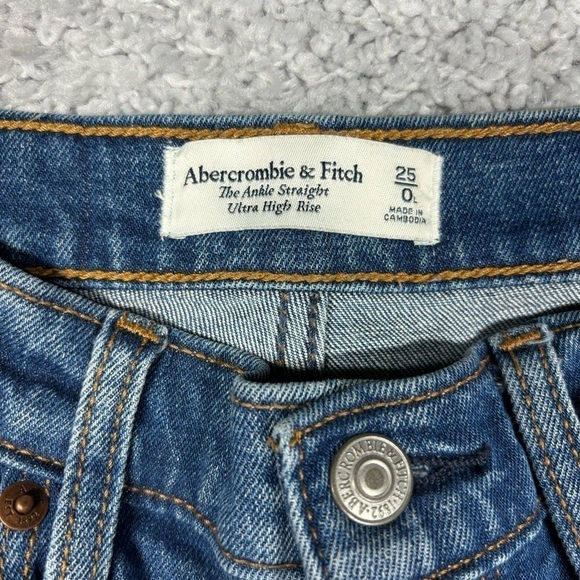 Abercrombie & Fitch
The Ankle Straight
Ultra High Rise
25
0L
MADE IN
CAMBODIA
ABERCROMBIE & FITCH · 1892 ·